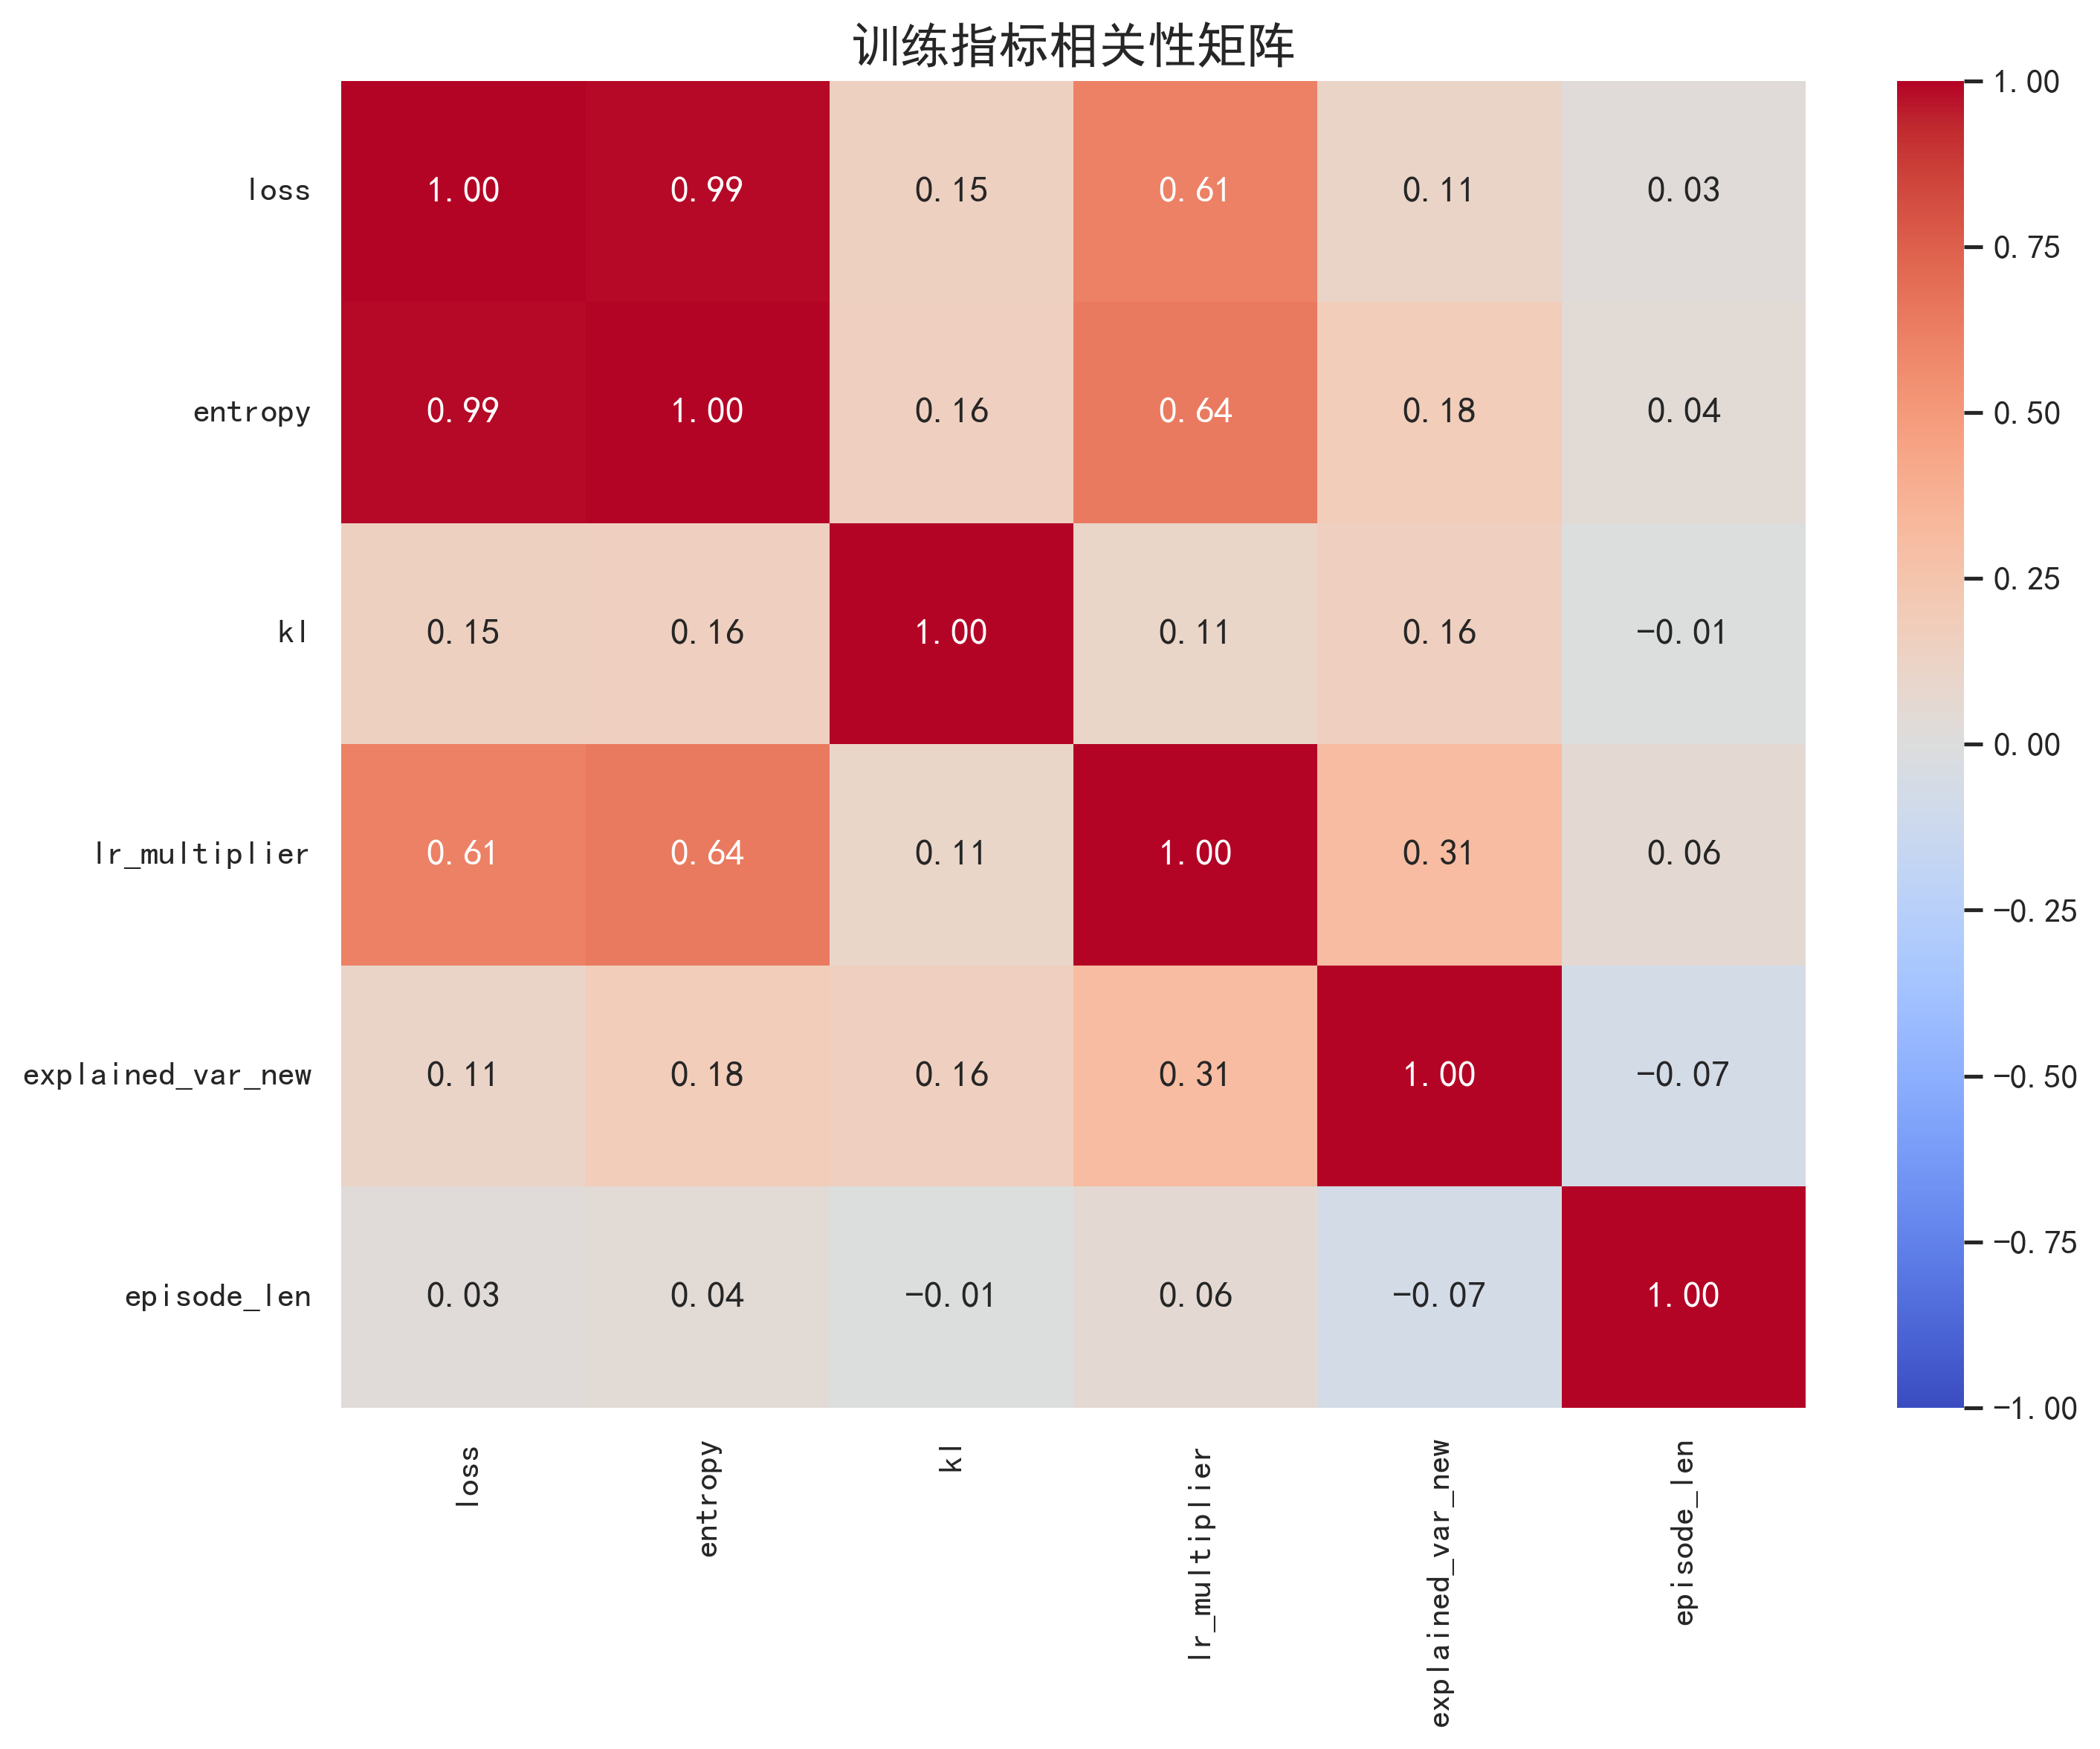 训练指标相关性矩阵
loss 1.00 0.99 0.15 0.61 0.11 0.03
entropy 0.99 1.00 0.16 0.64 0.18 0.04
kl 0.15 0.16 1.00 0.11 0.16 -0.01
lr_multiplier 0.61 0.64 0.11 1.00 0.31 0.06
explained_var_new 0.11 0.18 0.16 0.31 1.00 -0.07
episode_len 0.03 0.04 -0.01 0.06 -0.07 1.00
loss entropy kl lr_multiplier explained_var_new episode_len
1.00
0.75
0.50
0.25
0.00
-0.25
-0.50
-0.75
-1.00